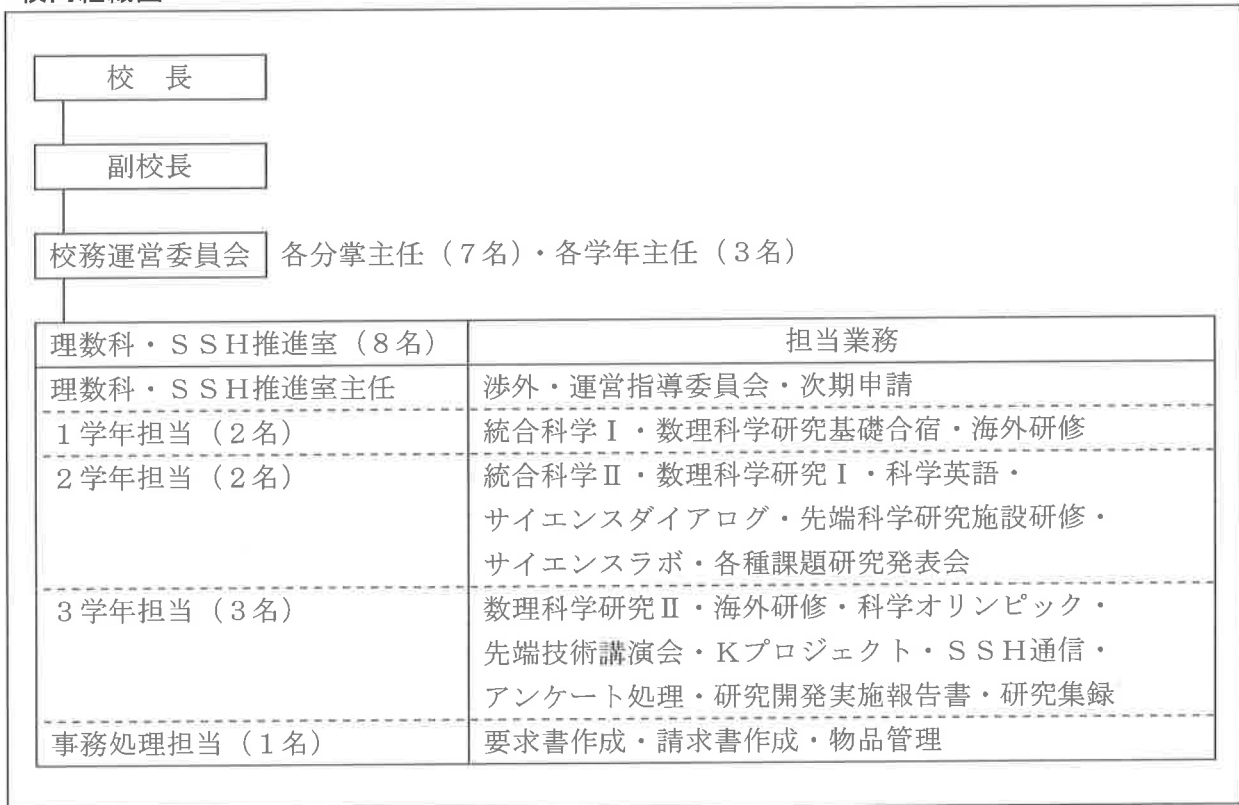 校　長
副校長
校務運営委員会　各分掌主任（７名）・各学年主任（３名）
理数科・ＳＳＨ推進室（８名）　担当業務
理数科・ＳＳＨ推進室主任　渉外・運営指導委員会・次期申請
１学年担当（２名）　統合科学Ⅰ・数理科学研究基礎合宿・海外研修
２学年担当（２名）　統合科学Ⅱ・数理科学研究Ⅰ・科学英語・
サイエンスダイアログ・先端科学研究施設研修・
サイエンスラボ・各種課題研究発表会
３学年担当（３名）　数理科学研究Ⅱ・海外研修・科学オリンピック・
先端技術講演会・Ｋプロジェクト・ＳＳＨ通信・
アンケート処理・研究開発実施報告書・研究集録
事務処理担当（１名）　要求書作成・請求書作成・物品管理